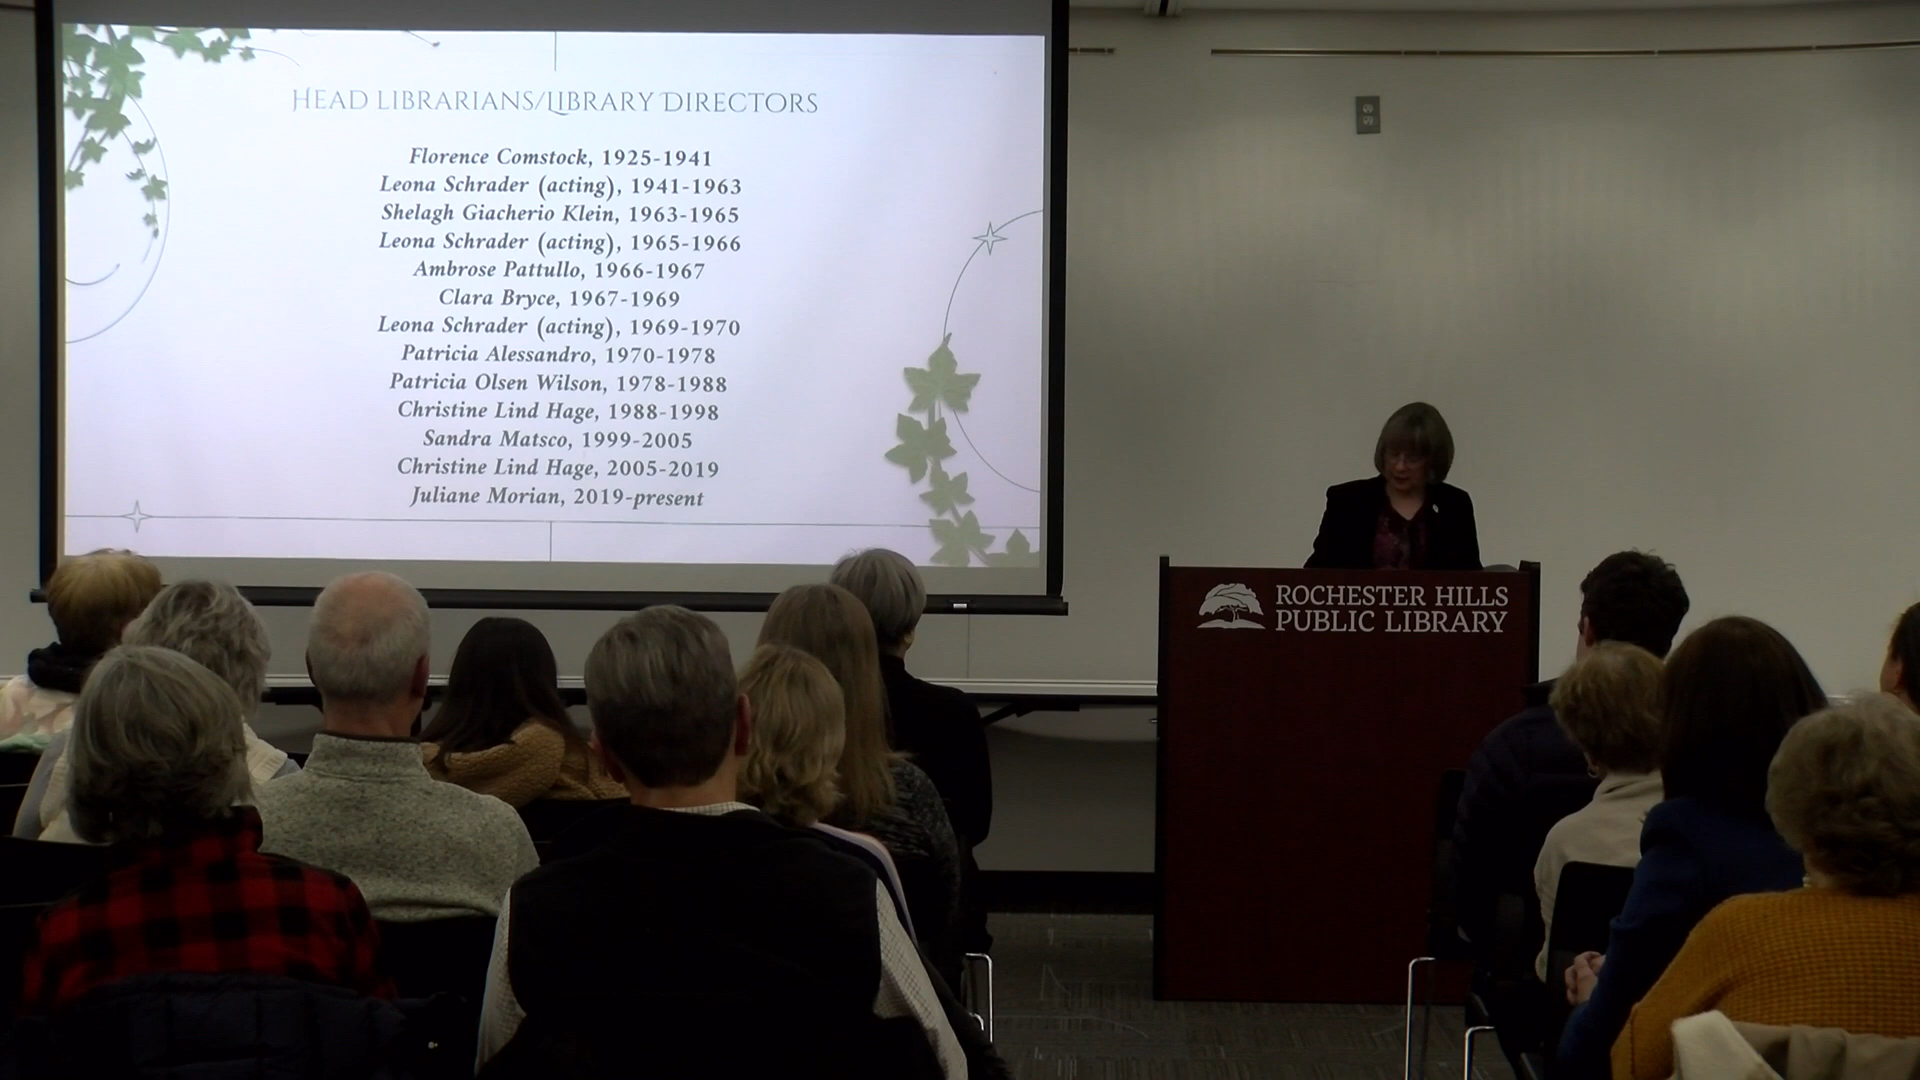 HEAD LIBRARIANS/LIBRARY DIRECTORS
Florence Comstock, 1925-1941
Leona Schrader (acting), 1941-1963
Shelagh Giacherio Klein, 1963-1965
Leona Schrader (acting), 1965-1966
Ambrose Pattullo, 1966-1967
Clara Bryce, 1967-1969
Leona Schrader (acting), 1969-1970
Patricia Alessandro, 1970-1978
Patricia Olsen Wilson, 1978-1988
Christine Lind Hage, 1988-1998
Sandra Matsco, 1999-2005
Christine Lind Hage, 2005-2019
Juliane Morian, 2019-present
ROCHESTER HILLS
PUBLIC LIBRARY